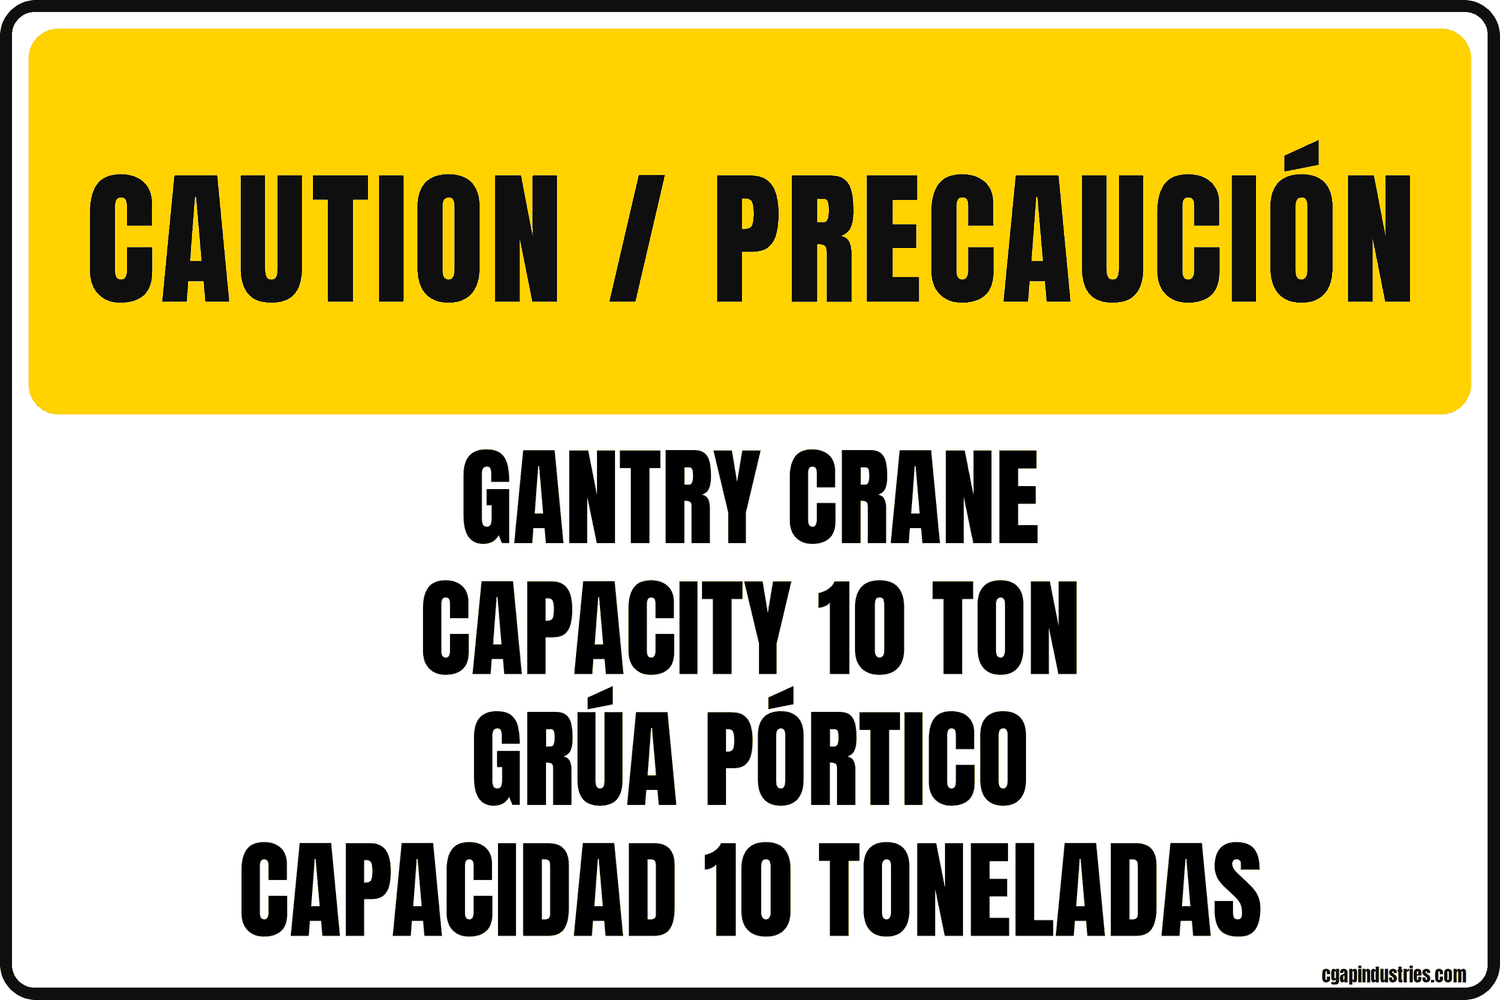 CAUTION / PRECAUCIÓN
GANTRY CRANE
CAPACITY 10 TON
GRÚA PÓRTICO
CAPACIDAD 10 TONELADAS
cgapindustries.com